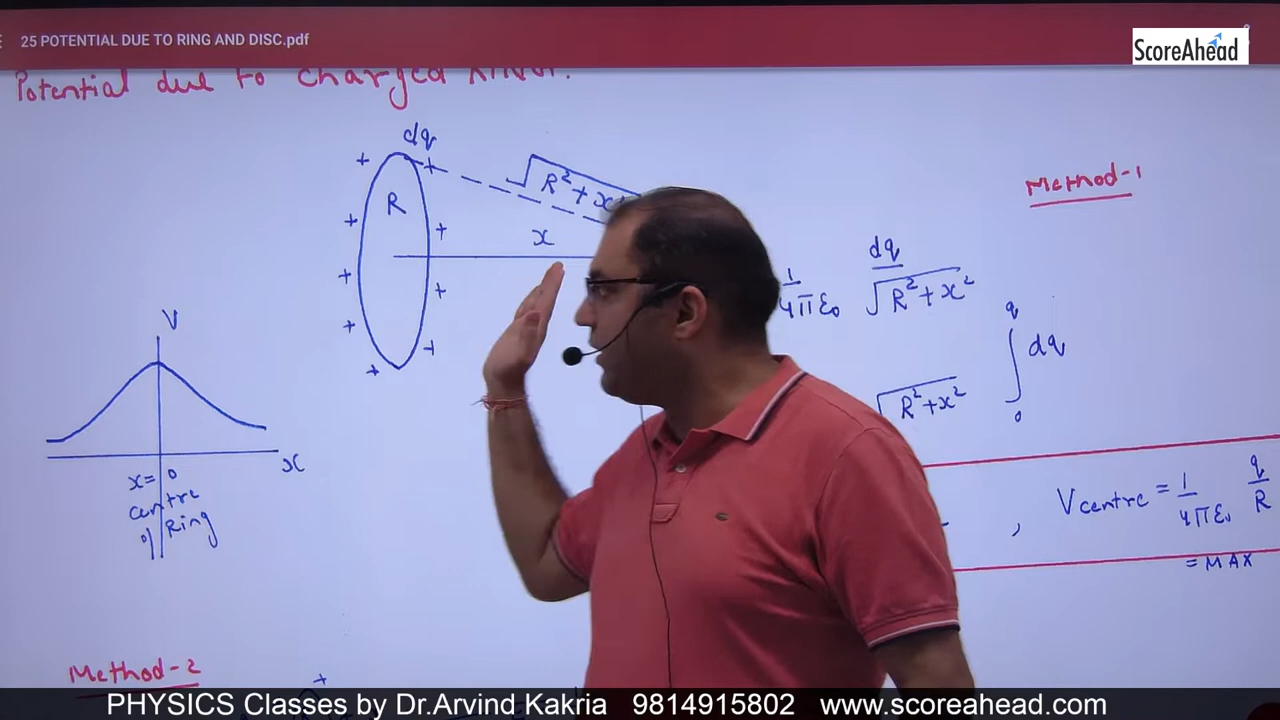 25 POTENTIAL DUE TO RING AND DISC.pdf
ScoreAhead
Potential due to charged
Method-1
dq
+ +
√R²+x²
R
+ +
x
+ +
+ +
+
1/4πε₀ dq/√R²+x²
√R²+x² ∫₀^q dq
V
x
x=0
centre
of Ring
Vcentre = 1/4πε₀ q/R
= MAX
,
Method-2
+
PHYSICS Classes by Dr.Arvind Kakria 9814915802 www.scoreahead.com